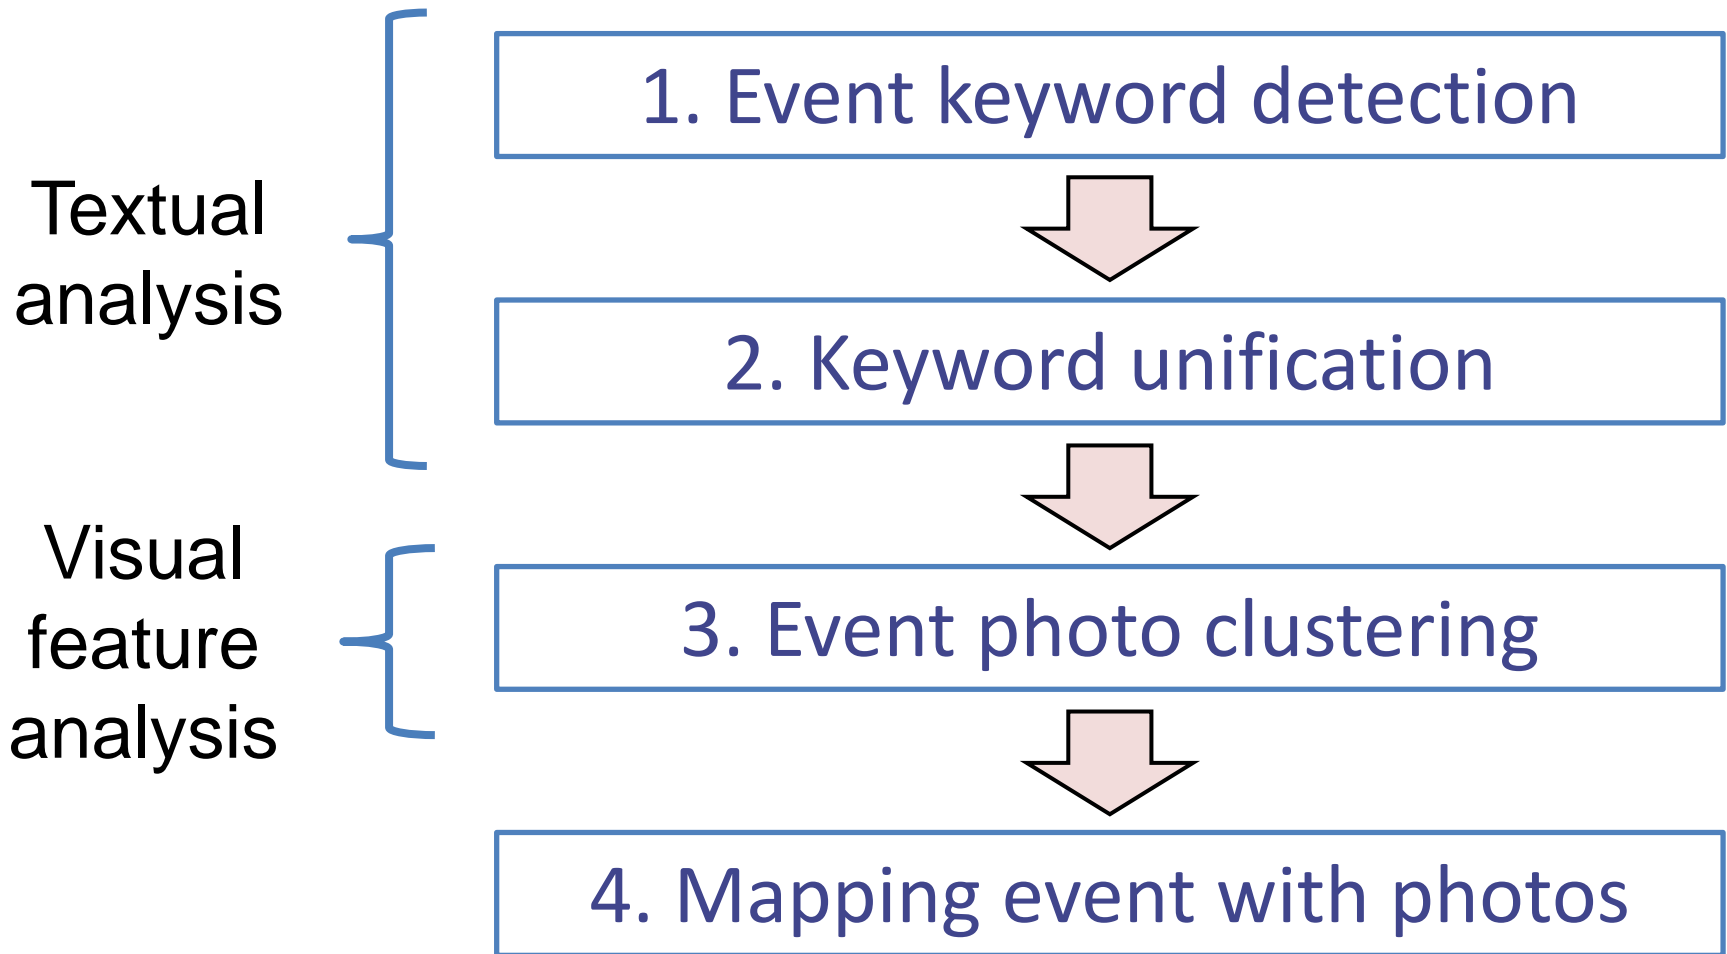 Textual
analysis
1. Event keyword detection
2. Keyword unification
Visual
feature
analysis
3. Event photo clustering
4. Mapping event with photos